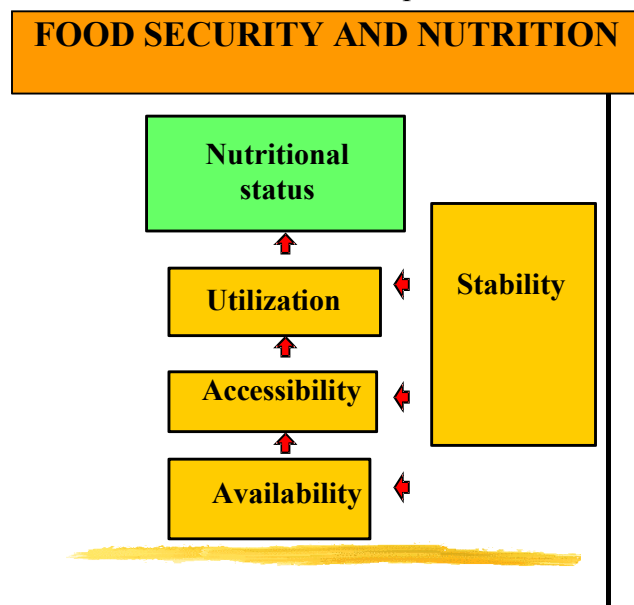 FOOD SECURITY AND NUTRITION
Nutritional
status
Utilization
Stability
Accessibility
Availability